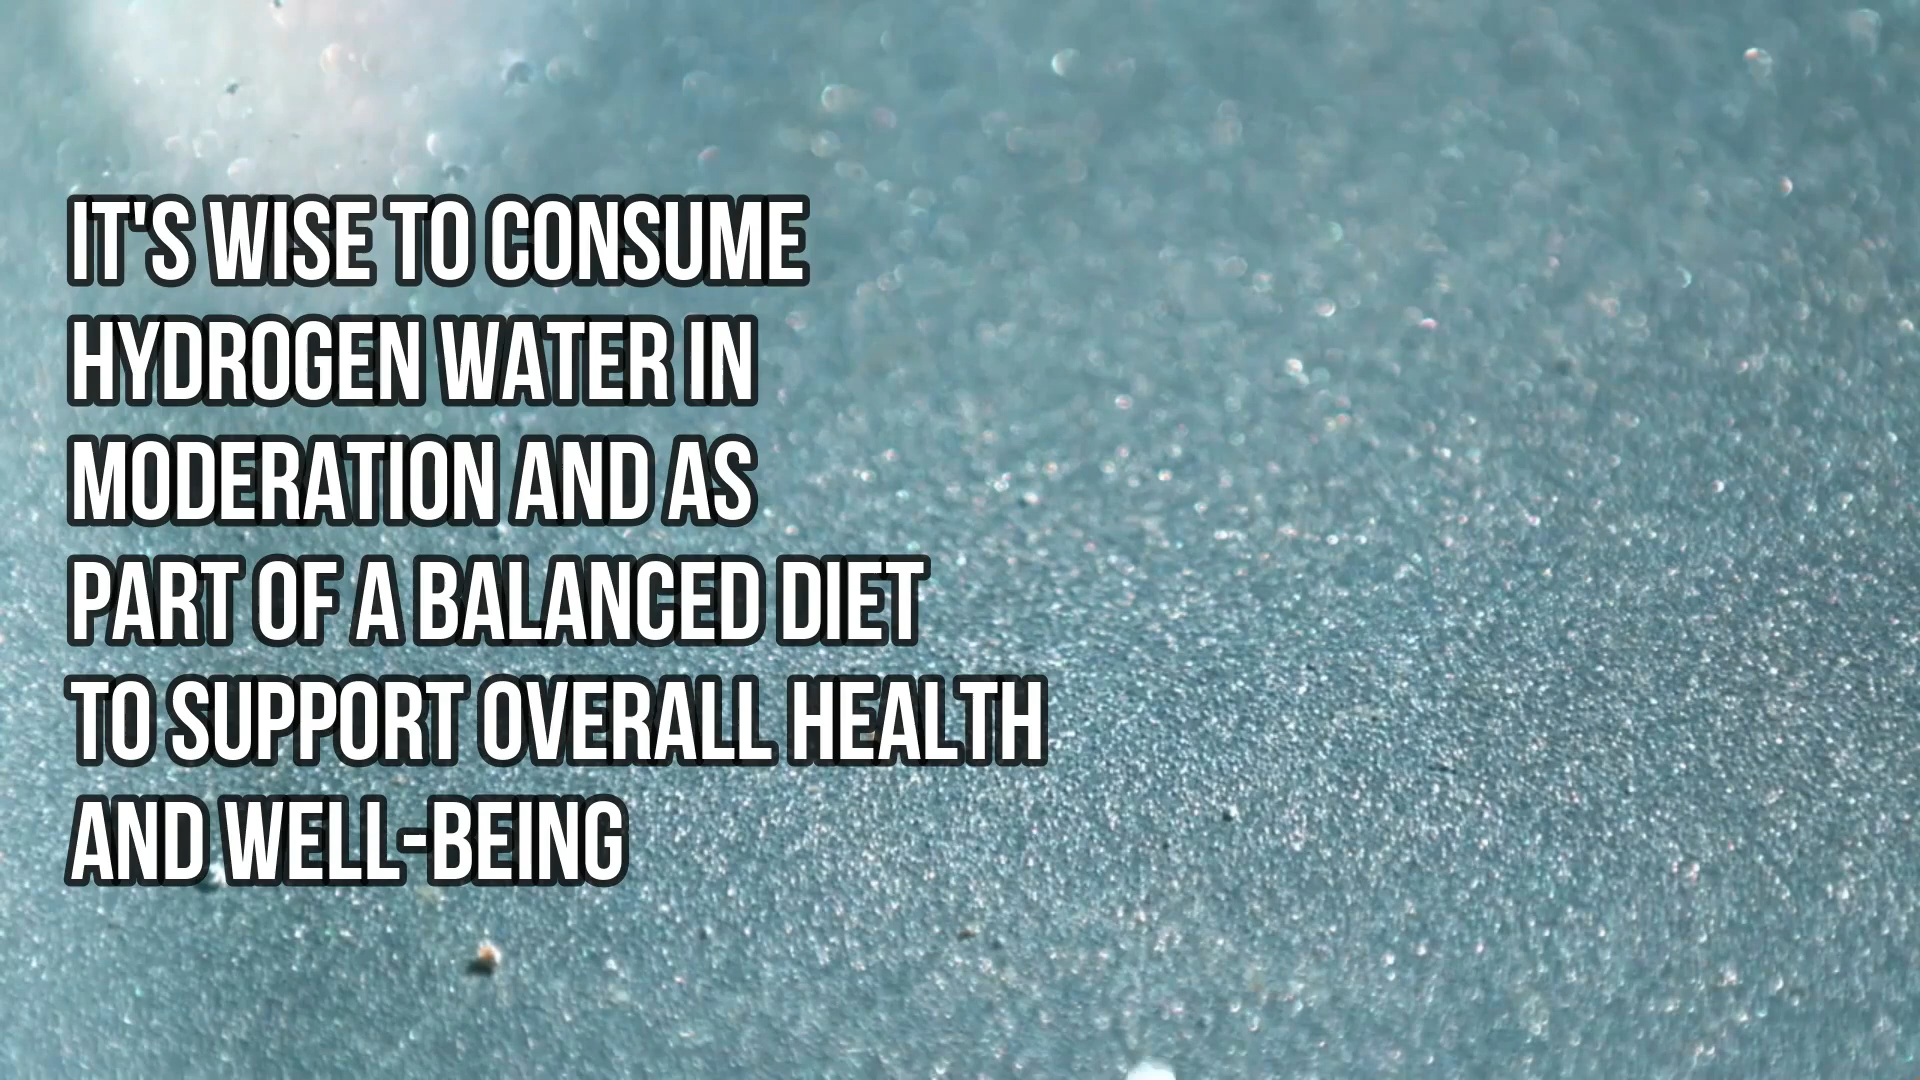 IT'S WISE TO CONSUME
HYDROGEN WATER IN
MODERATION AND AS
PART OF A BALANCED DIET
TO SUPPORT OVERALL HEALTH
AND WELL-BEING